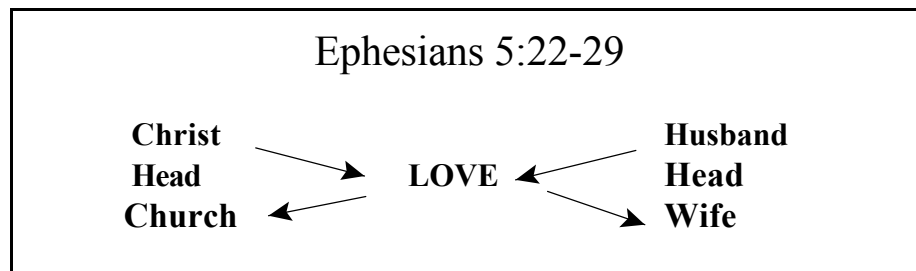 Ephesians 5:22-29
Christ Husband
Head LOVE Head
Church Wife